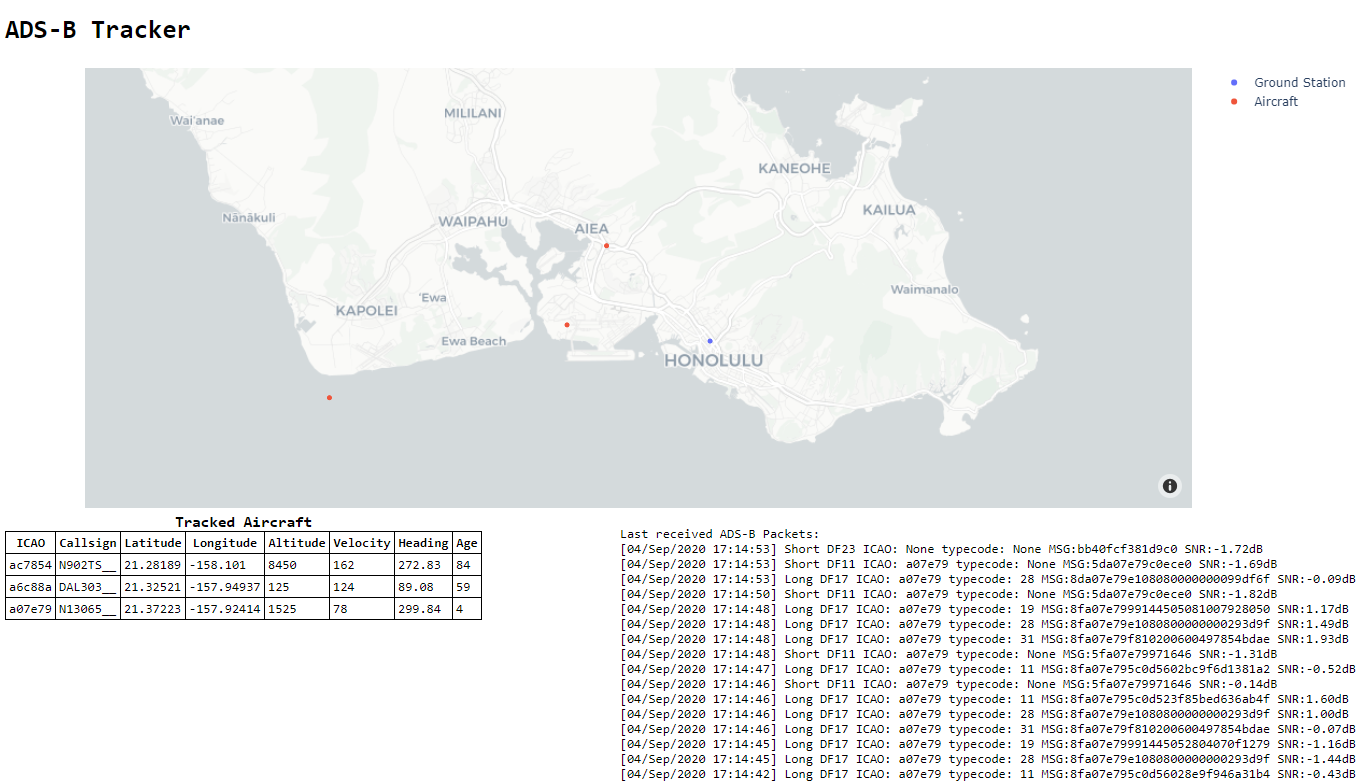 ADS-B Tracker
Ground Station
Aircraft
Wai'anae
MILILANI
KANEOHE
KAILUA
Nānākuli
WAIPAHU
AIEA
Waimanalo
'Ewa
KAPOLEI
Ewa Beach
HONOLULU
Tracked Aircraft
ICAO Callsign Latitude Longitude Altitude Velocity Heading Age
ac7854 N902TS__ 21.28189 -158.101 8450 162 272.83 84
a6c88a DAL303__ 21.32521 -157.94937 125 124 89.08 59
a07e79 N13065__ 21.37223 -157.92414 1525 78 299.84 4
Last received ADS-B Packets:
[04/Sep/2020 17:14:53] Short DF23 ICAO: None typecode: None MSG:bb40fcf381d9c0 SNR:-1.72dB
[04/Sep/2020 17:14:53] Short DF11 ICAO: a07e79 typecode: None MSG:5da07e79c0ece0 SNR:-1.69dB
[04/Sep/2020 17:14:53] Long DF17 ICAO: a07e79 typecode: 28 MSG:8da07e79e108080000000099df6f SNR:-0.09dB
[04/Sep/2020 17:14:50] Short DF11 ICAO: a07e79 typecode: None MSG:5da07e79c0ece0 SNR:-1.82dB
[04/Sep/2020 17:14:48] Long DF17 ICAO: a07e79 typecode: 19 MSG:8fa07e7999144505081007928050 SNR:1.17dB
[04/Sep/2020 17:14:48] Long DF17 ICAO: a07e79 typecode: 28 MSG:8fa07e79e1080800000000293d9f SNR:1.49dB
[04/Sep/2020 17:14:48] Long DF17 ICAO: a07e79 typecode: 31 MSG:8fa07e79f810200600497854bdae SNR:1.93dB
[04/Sep/2020 17:14:48] Short DF11 ICAO: a07e79 typecode: None MSG:5fa07e79971646 SNR:-1.31dB
[04/Sep/2020 17:14:47] Long DF17 ICAO: a07e79 typecode: 11 MSG:8fa07e795c0d5602bc9f6d1381a2 SNR:-0.52dB
[04/Sep/2020 17:14:46] Short DF11 ICAO: a07e79 typecode: None MSG:5fa07e79971646 SNR:-0.14dB
[04/Sep/2020 17:14:46] Long DF17 ICAO: a07e79 typecode: 11 MSG:8fa07e795c0d523f85bed636ab4f SNR:1.60dB
[04/Sep/2020 17:14:46] Long DF17 ICAO: a07e79 typecode: 28 MSG:8fa07e79e1080800000000293d9f SNR:1.00dB
[04/Sep/2020 17:14:46] Long DF17 ICAO: a07e79 typecode: 31 MSG:8fa07e79f810200600497854bdae SNR:-0.07dB
[04/Sep/2020 17:14:45] Long DF17 ICAO: a07e79 typecode: 19 MSG:8fa07e79991445052804070f1279 SNR:-1.16dB
[04/Sep/2020 17:14:45] Long DF17 ICAO: a07e79 typecode: 28 MSG:8fa07e79e1080800000000293d9f SNR:-1.44dB
[04/Sep/2020 17:14:42] Long DF17 ICAO: a07e79 typecode: 11 MSG:8fa07e795c0d56028e9f946a31b4 SNR:-0.43dB